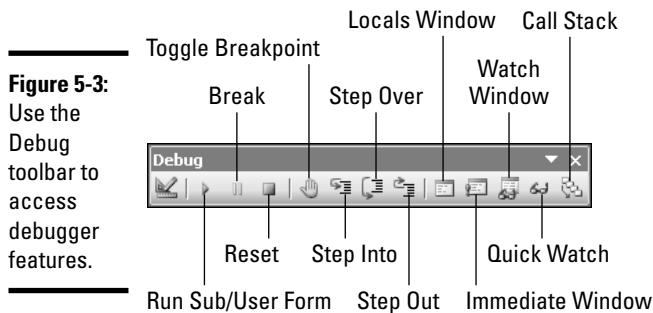 Figure 5-3:
Use the
Debug
toolbar to
access
debugger
features.
Locals Window
Call Stack
Toggle Breakpoint
Watch
Window
Break
Step Over
Debug
Reset
Step Into
Quick Watch
Run Sub/User Form
Step Out
Immediate Window